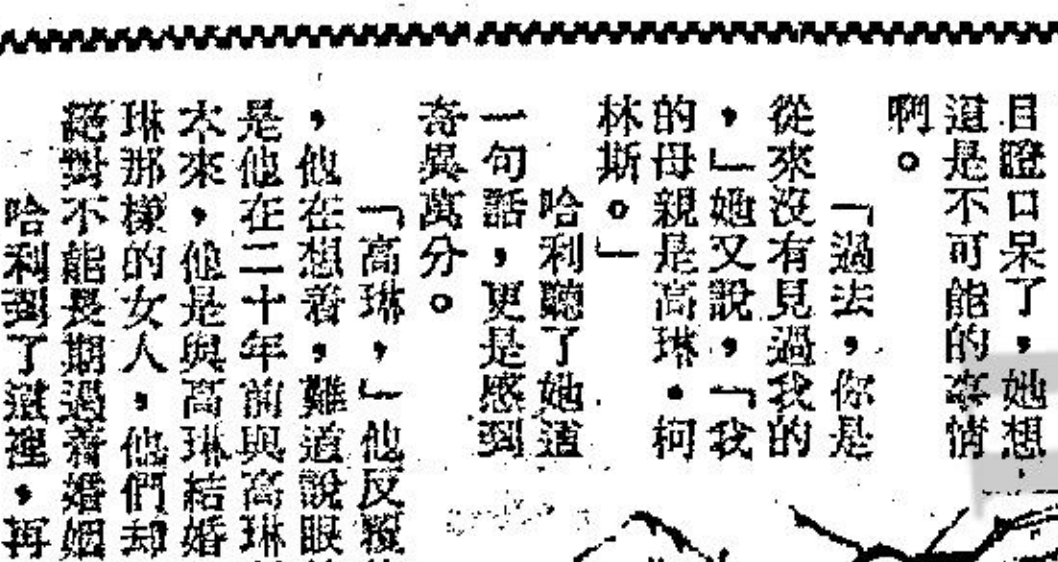 目瞪口呆了，她想，
這是不可能的事情
啊。
「過去，你是
從來沒有見過我的
，」她又說，「我
的母親是高琳・柯
林斯。」
哈利聽了她這
一句話，更是感到
奇異萬分。
「高琳，」他反覆
，他在想着，難道說眼
是他在二十年前與高琳
本來，他是與高琳結婚
琳那樣的女人，他們却
絕對不能長期過着婚姻
哈利到了這裡，再